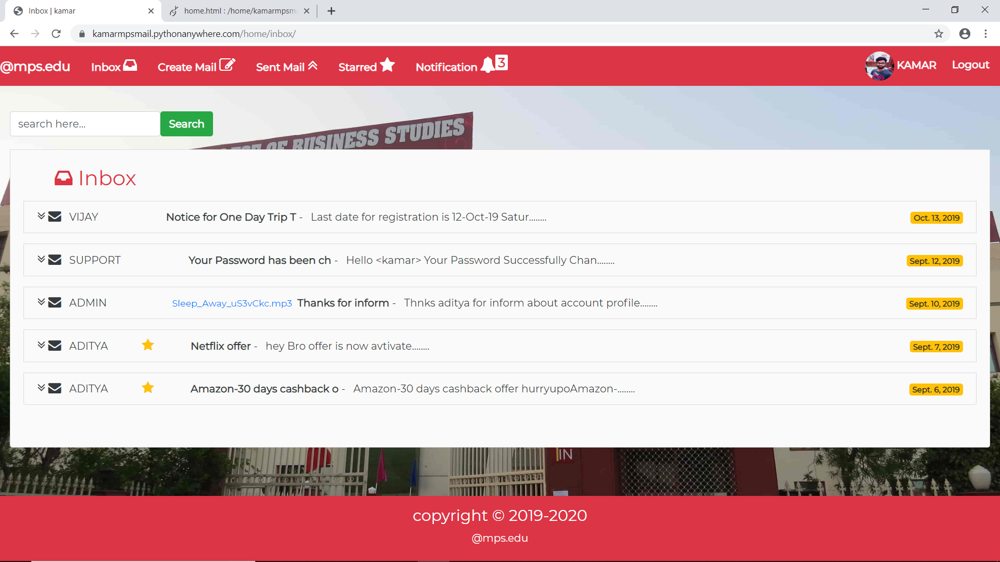 Inbox | kamar
home.html : /home/kamarmpsm
kamarmpsmail.pythonanywhere.com/home/inbox/
@mps.edu Inbox Create Mail Sent Mail Starred Notification 3 KAMAR Logout
search here... Search
OF BUSINESS STUDIES
Inbox
VIJAY Notice for One Day Trip T - Last date for registration is 12-Oct-19 Satur........ Oct. 13, 2019
SUPPORT Your Password has been ch - Hello <kamar> Your Password Successfully Chan........ Sept. 12, 2019
ADMIN Sleep_Away_uS3vCkc.mp3 Thanks for inform - Thnks aditya for inform about account profile........ Sept. 10, 2019
ADITYA Netflix offer - hey Bro offer is now avtivate........ Sept. 7, 2019
ADITYA Amazon-30 days cashback o - Amazon-30 days cashback offer hurryupoAmazon-........ Sept. 6, 2019
IN
copyright © 2019-2020
@mps.edu